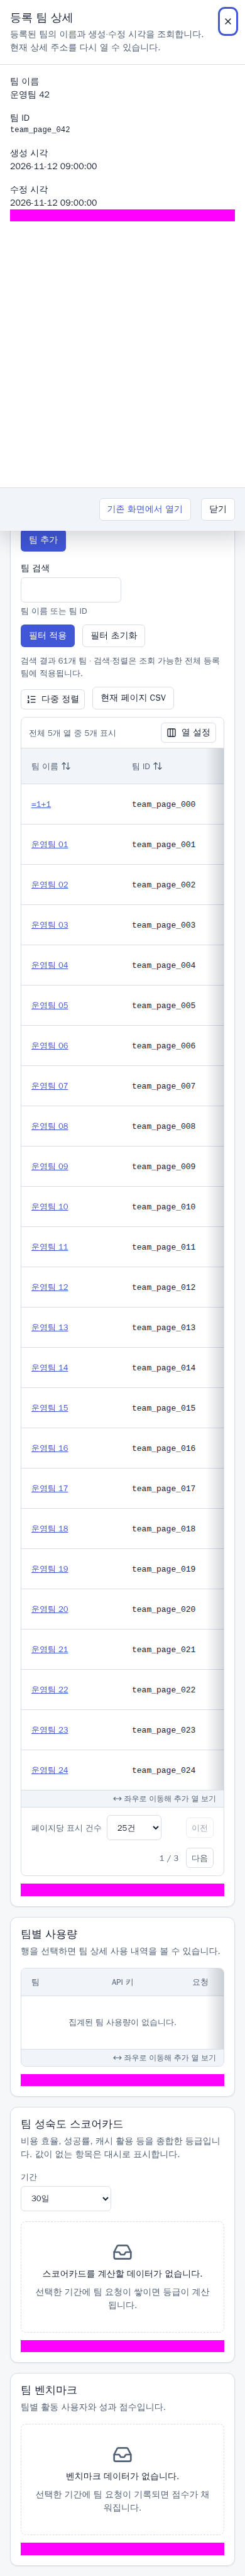 등록 팀 상세
등록된 팀의 이름과 생성·수정 시각을 조회합니다.
현재 상세 주소를 다시 열 수 있습니다.
팀 이름
운영팀 42
팀 ID
team_page_042
생성 시각
2026-11-12 09:00:00
수정 시각
2026-11-12 09:00:00
기존 화면에서 열기
닫기
팀 추가
팀 검색
팀 이름 또는 팀 ID
필터 적용
필터 초기화
검색 결과 61개 팀 · 검색·정렬은 조회 가능한 전체 등록
팀에 적용됩니다.
다중 정렬
현재 페이지 CSV
전체 5개 열 중 5개 표시
열 설정
팀 이름
팀 ID
=1+1
team_page_000
운영팀 01
team_page_001
운영팀 02
team_page_002
운영팀 03
team_page_003
운영팀 04
team_page_004
운영팀 05
team_page_005
운영팀 06
team_page_006
운영팀 07
team_page_007
운영팀 08
team_page_008
운영팀 09
team_page_009
운영팀 10
team_page_010
운영팀 11
team_page_011
운영팀 12
team_page_012
운영팀 13
team_page_013
운영팀 14
team_page_014
운영팀 15
team_page_015
운영팀 16
team_page_016
운영팀 17
team_page_017
운영팀 18
team_page_018
운영팀 19
team_page_019
운영팀 20
team_page_020
운영팀 21
team_page_021
운영팀 22
team_page_022
운영팀 23
team_page_023
운영팀 24
team_page_024
↔ 좌우로 이동해 추가 열 보기
페이지당 표시 건수
25건
이전
1 / 3
다음
팀별 사용량
행을 선택하면 팀 상세 사용 내역을 볼 수 있습니다.
팀
API 키
요청
집계된 팀 사용량이 없습니다.
↔ 좌우로 이동해 추가 열 보기
팀 성숙도 스코어카드
비용 효율, 성공률, 캐시 활용 등을 종합한 등급입니
다. 값이 없는 항목은 대시로 표시합니다.
기간
30일
스코어카드를 계산할 데이터가 없습니다.
선택한 기간에 팀 요청이 쌓이면 등급이 계산
됩니다.
팀 벤치마크
팀별 활동 사용자와 성과 점수입니다.
벤치마크 데이터가 없습니다.
선택한 기간에 팀 요청이 기록되면 점수가 채
워집니다.